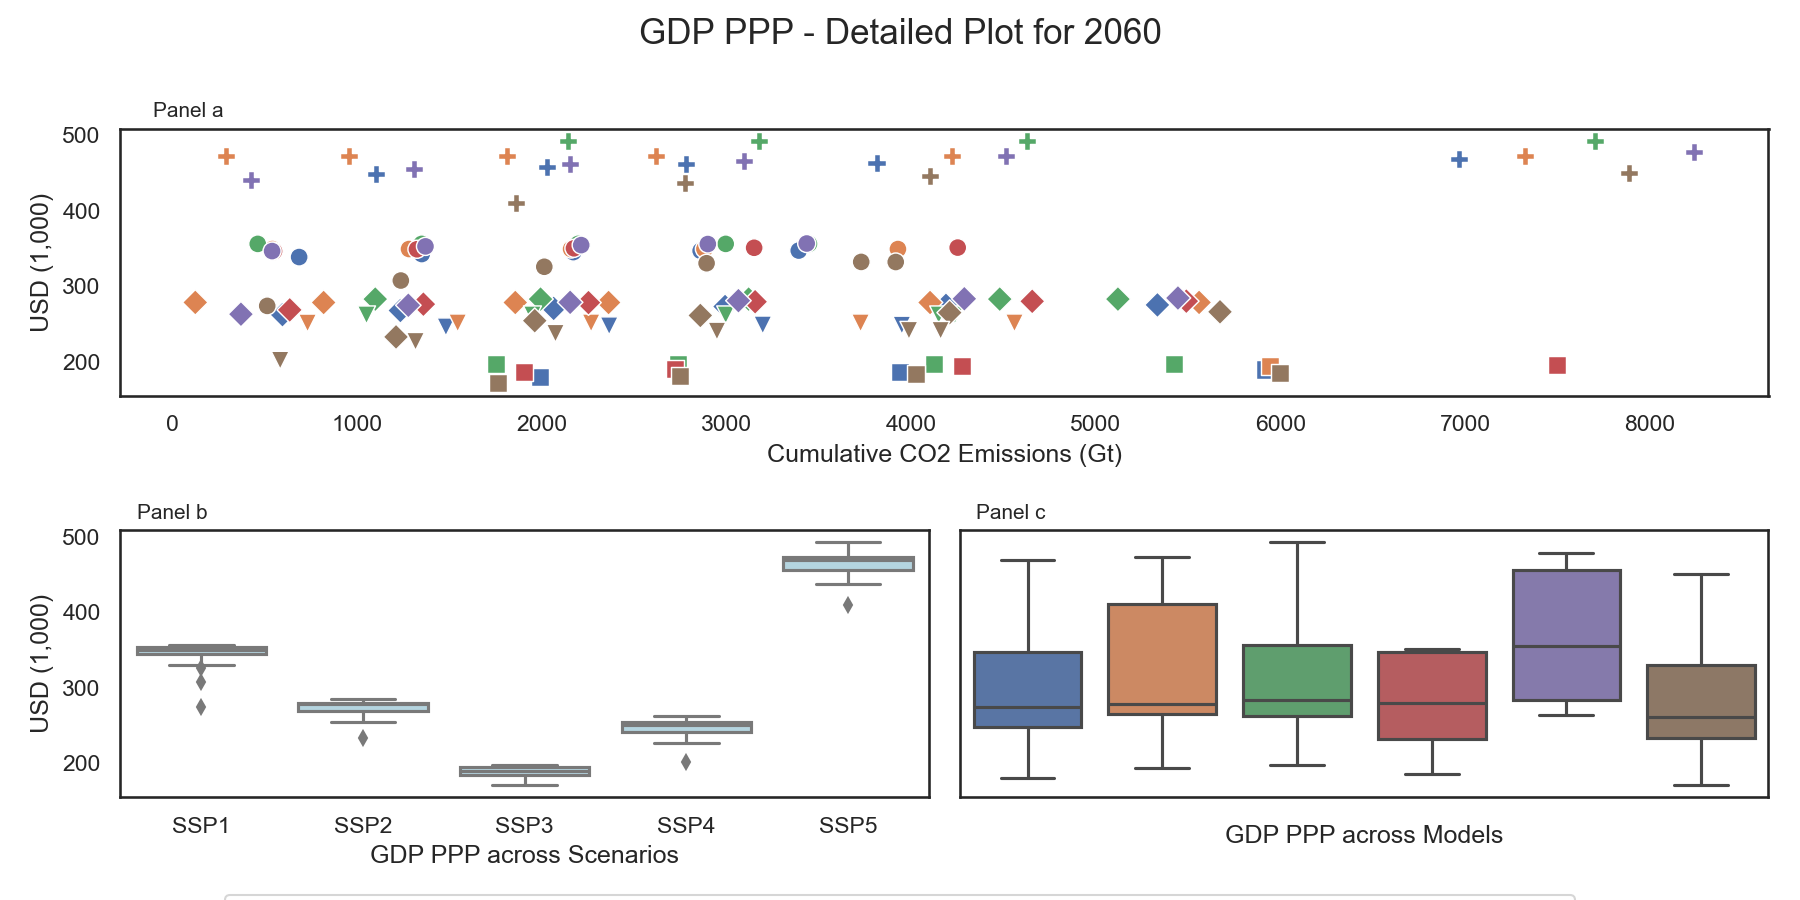 GDP PPP - Detailed Plot for 2060
Panel a
500
400
300
200
USD (1,000)
0 1000 2000 3000 4000 5000 6000 7000 8000
Cumulative CO2 Emissions (Gt)
Panel b
500
400
300
200
USD (1,000)
SSP1 SSP2 SSP3 SSP4 SSP5
GDP PPP across Scenarios
Panel c
GDP PPP across Models